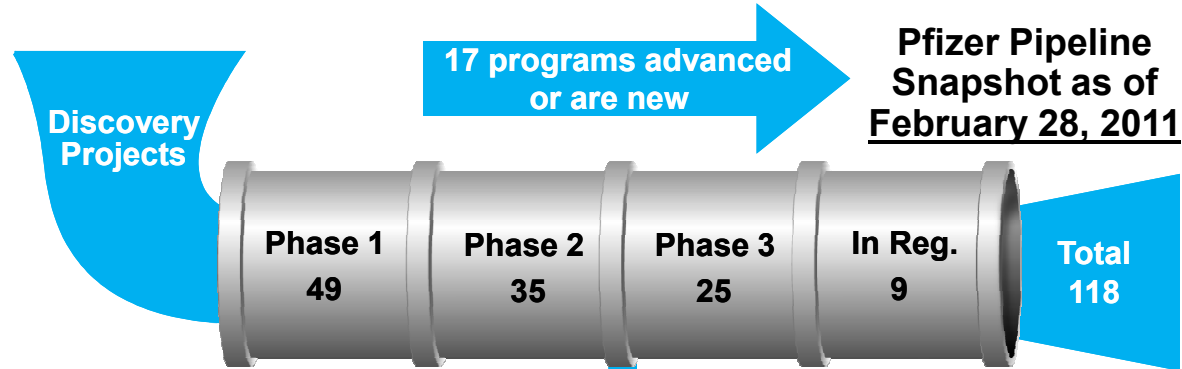 17 programs advanced
or are new
Pfizer Pipeline
Snapshot as of
February 28, 2011
Discovery
Projects
Phase 1
49
Phase 2
35
Phase 3
25
In Reg.
9
Total
118